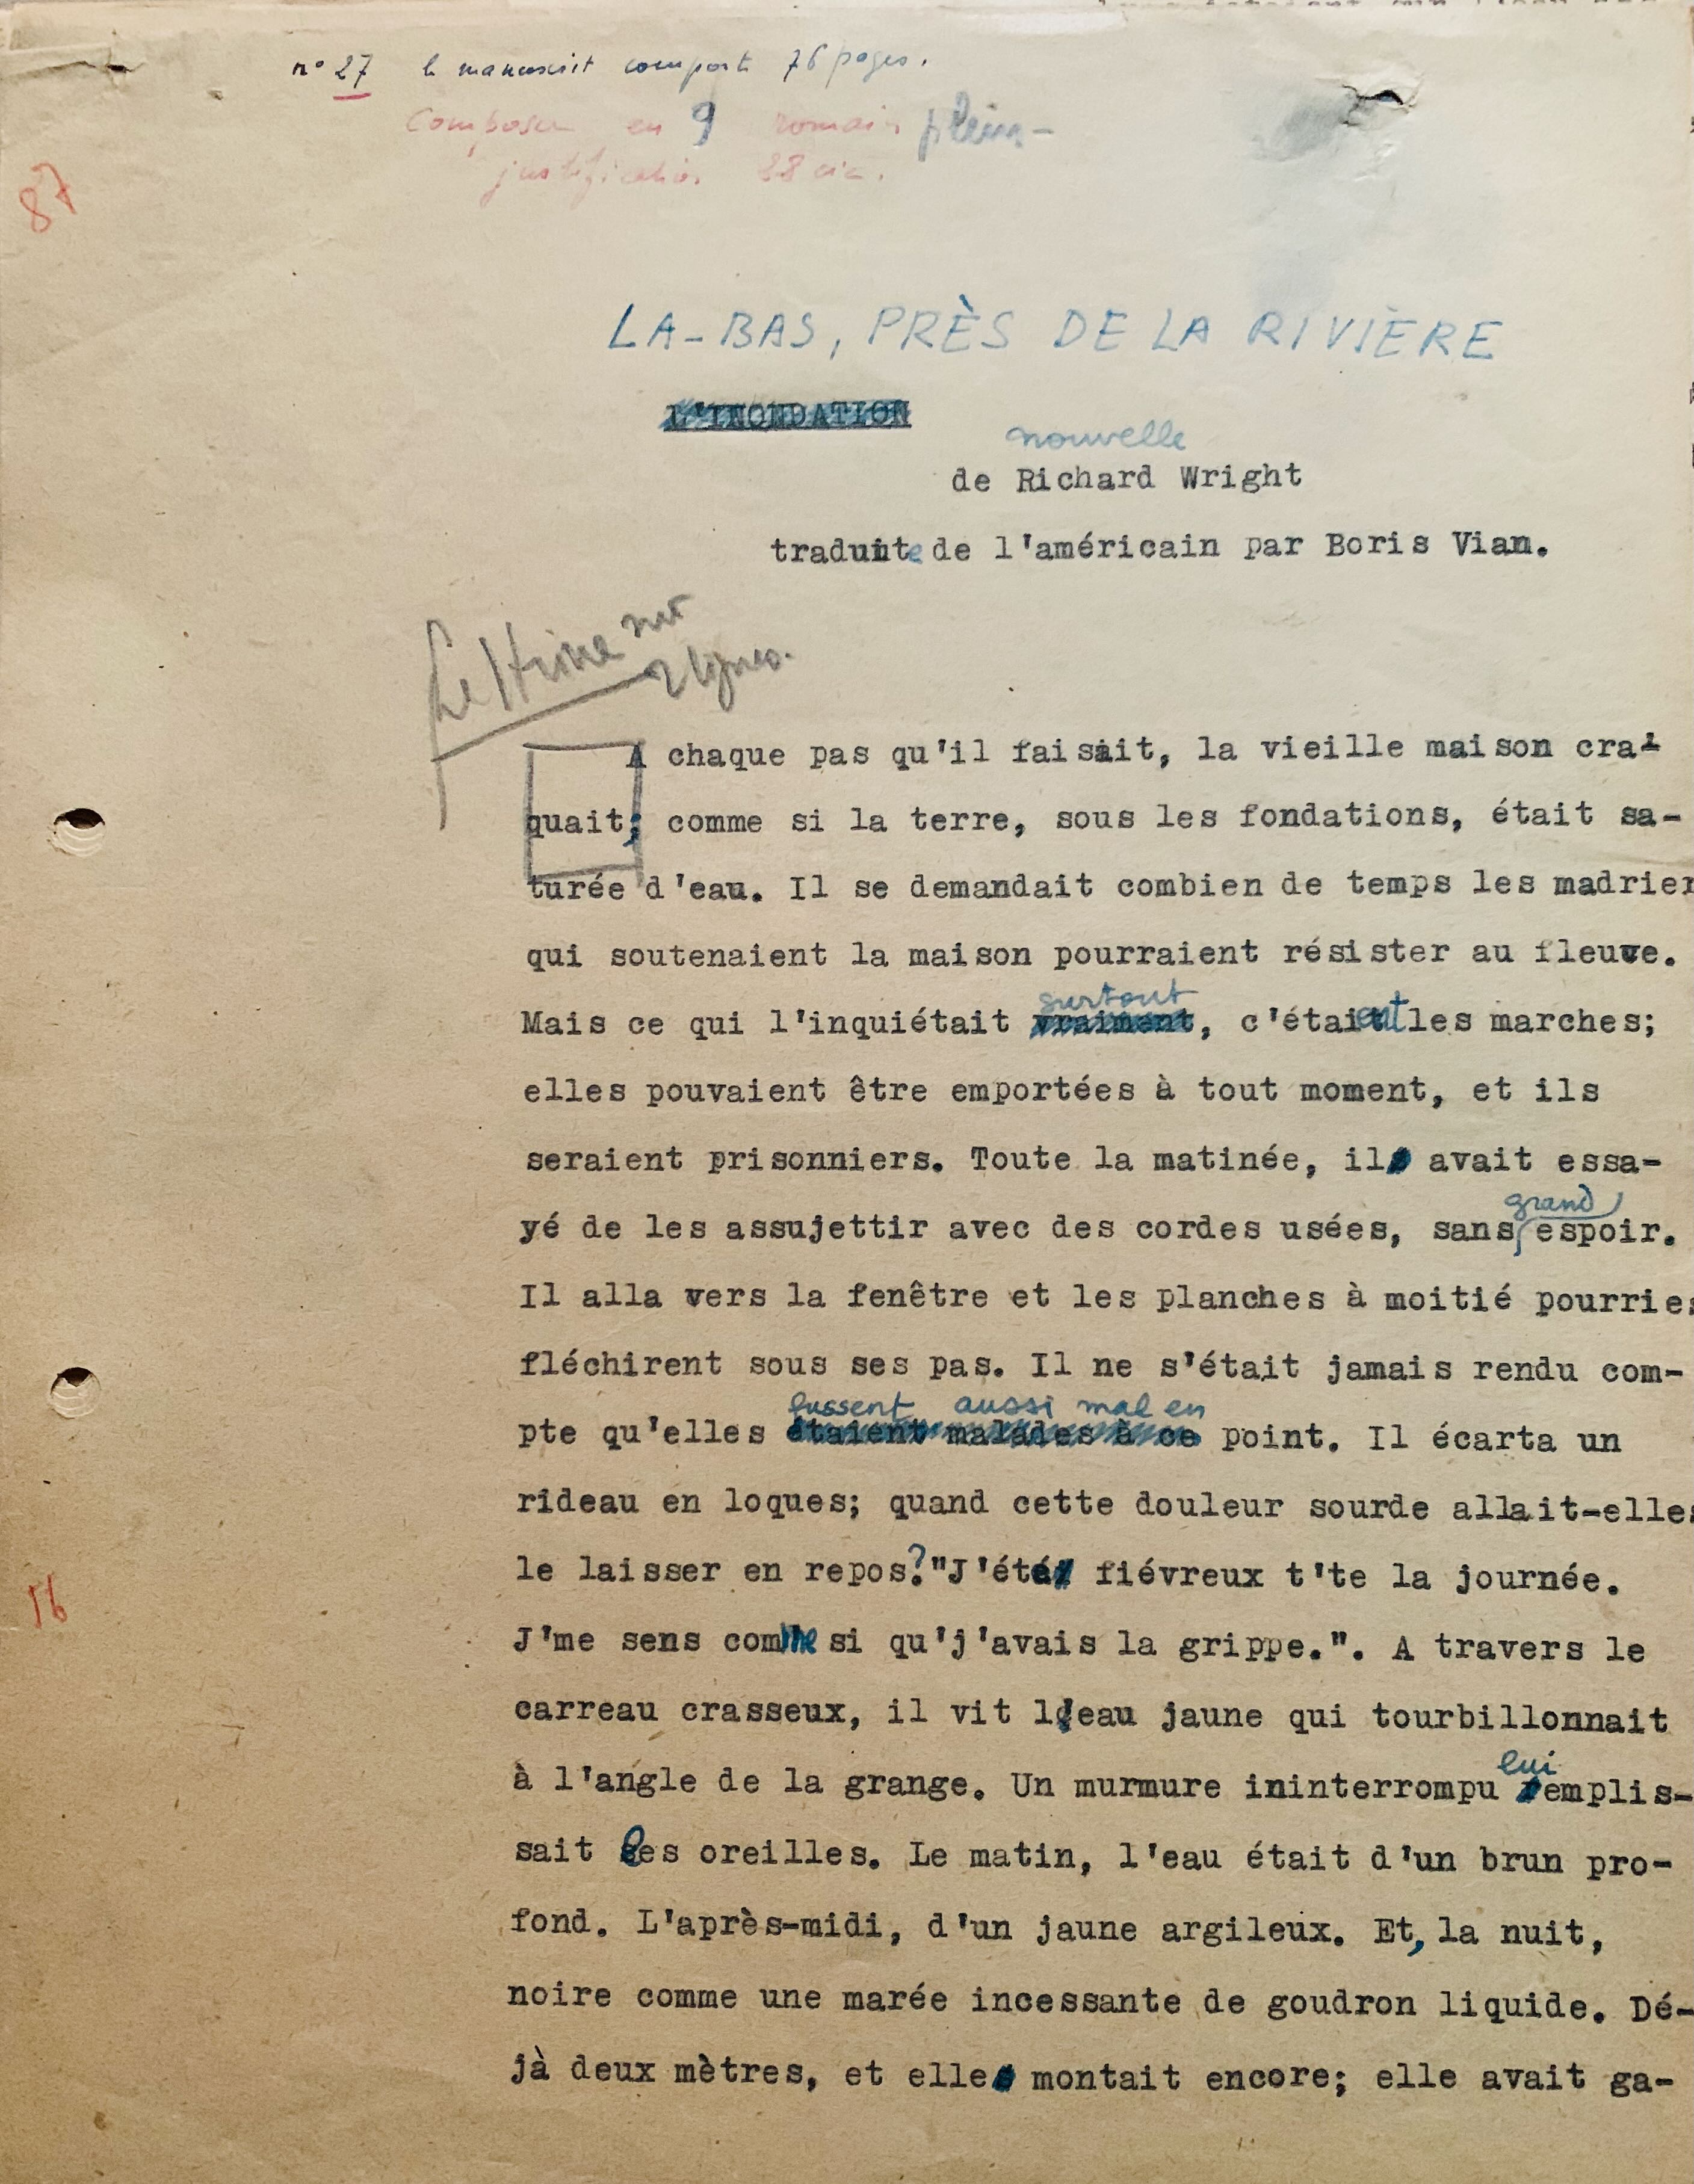 n° 27 le manuscrit comporte 76 pages.
Composer en 9 romain plein -
justification 88 cic.
87
LA-BAS, PRÈS DE LA RIVIÈRE
L'INONDATION
nouvelle
de Richard Wright
traduite de l'américain par Boris Vian.
Lettrine sur
2 lignes.
A chaque pas qu'il faisait, la vieille maison cra-
quait; comme si la terre, sous les fondations, était sa-
turée d'eau. Il se demandait combien de temps les madrier
qui soutenaient la maison pourraient résister au fleuve.
surtout
Mais ce qui l'inquiétait vraiment, c'étaient les marches;
elles pouvaient être emportées à tout moment, et ils
seraient prisonniers. Toute la matinée, il avait essa-
grand
yé de les assujettir avec des cordes usées, sans espoir.
Il alla vers la fenêtre et les planches à moitié pourries
fléchirent sous ses pas. Il ne s'était jamais rendu com-
fussent aussi mal en
pte qu'elles étaient malades à ce point. Il écarta un
rideau en loques; quand cette douleur sourde allait-elles
le laisser en repos? "J'été fiévreux t'te la journée.
J'me sens comme si qu'j'avais la grippe.". A travers le
carreau crasseux, il vit l'eau jaune qui tourbillonnait
lui
à l'angle de la grange. Un murmure ininterrompu emplis-
16
sait les oreilles. Le matin, l'eau était d'un brun pro-
fond. L'après-midi, d'un jaune argileux. Et, la nuit,
noire comme une marée incessante de goudron liquide. Dé-
jà deux mètres, et elle montait encore; elle avait ga-